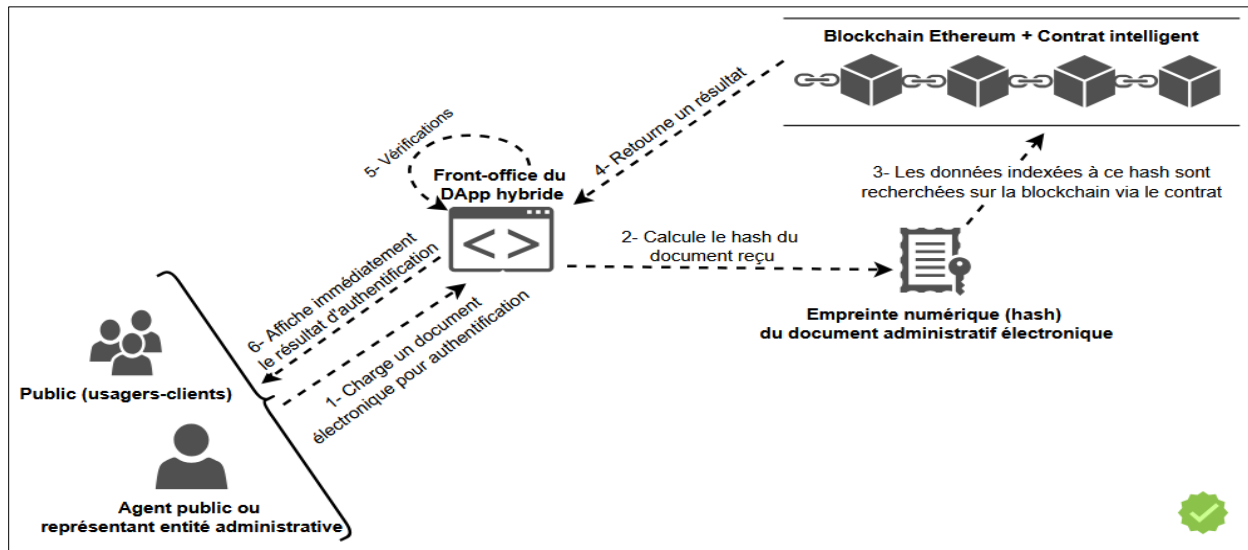 Blockchain Ethereum + Contrat intelligent
4- Retourne un résultat
5- Vérifications
Front-office du
DApp hybride
< >
3- Les données indexées à ce hash sont
recherchées sur la blockchain via le contrat
2- Calcule le hash du
document reçu
6- Affiche immédiatement
le résultat d'authentification
1- Charge un document
électronique pour authentification
Empreinte numérique (hash)
du document administratif électronique
Public (usagers-clients)
Agent public ou
représentant entité administrative